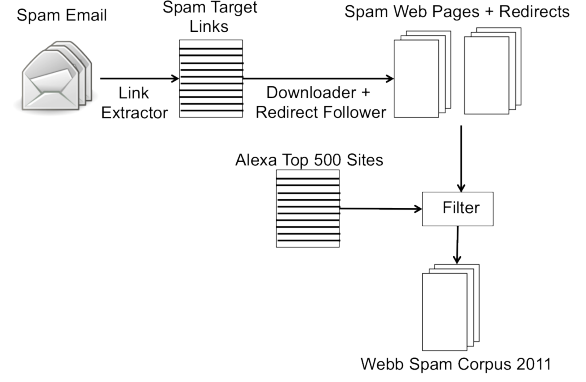 Spam Email
Spam Target
Links
Spam Web Pages + Redirects
Link
Extractor
Downloader +
Redirect Follower
Alexa Top 500 Sites
Filter
Webb Spam Corpus 2011